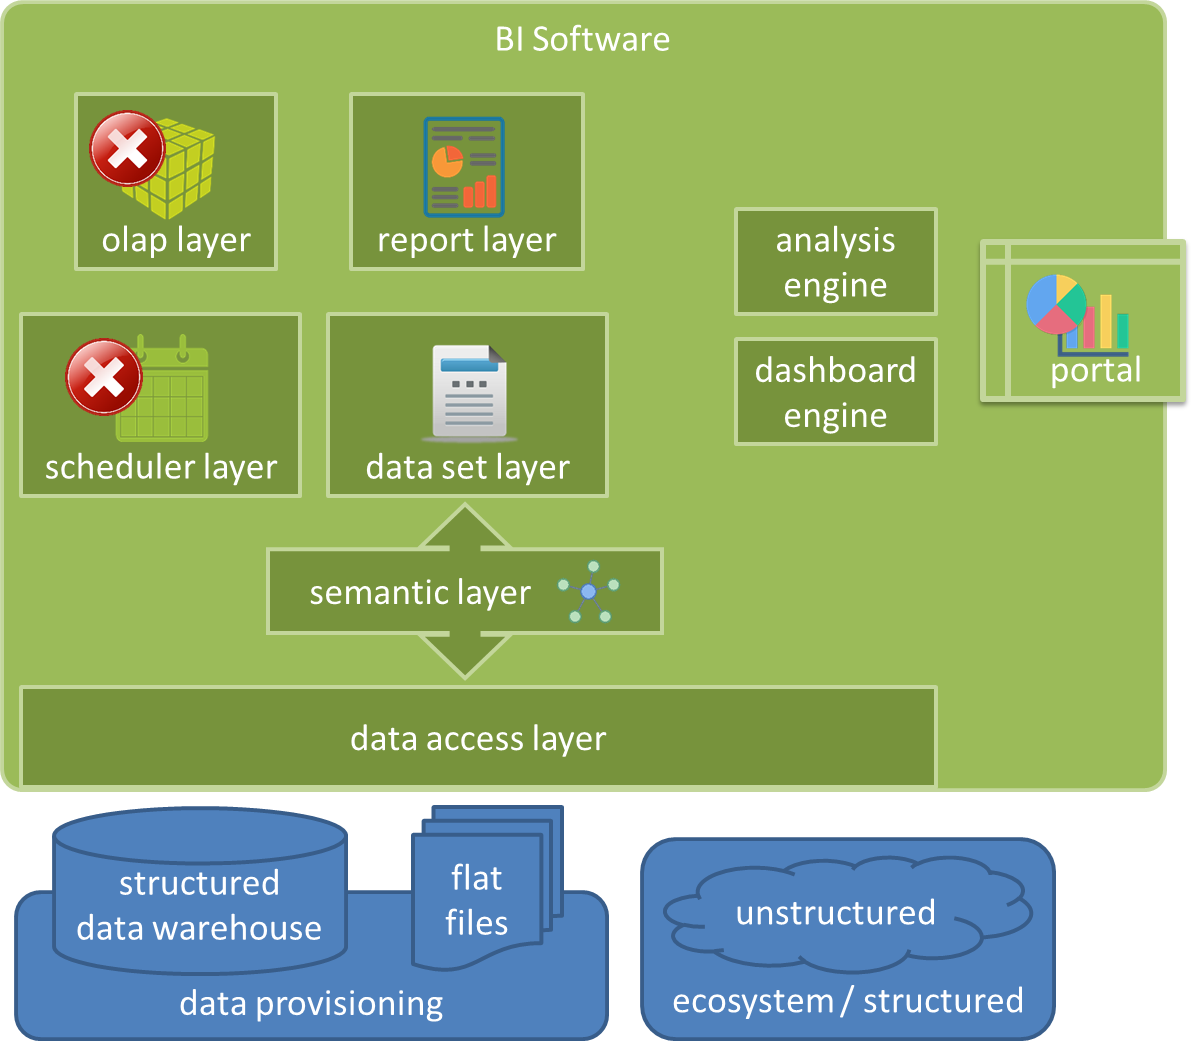 BI Software
olap layer
report layer
analysis
engine
portal
scheduler layer
data set layer
dashboard
engine
semantic layer
data access layer
structured
data warehouse
flat
files
data provisioning
unstructured
ecosystem / structured